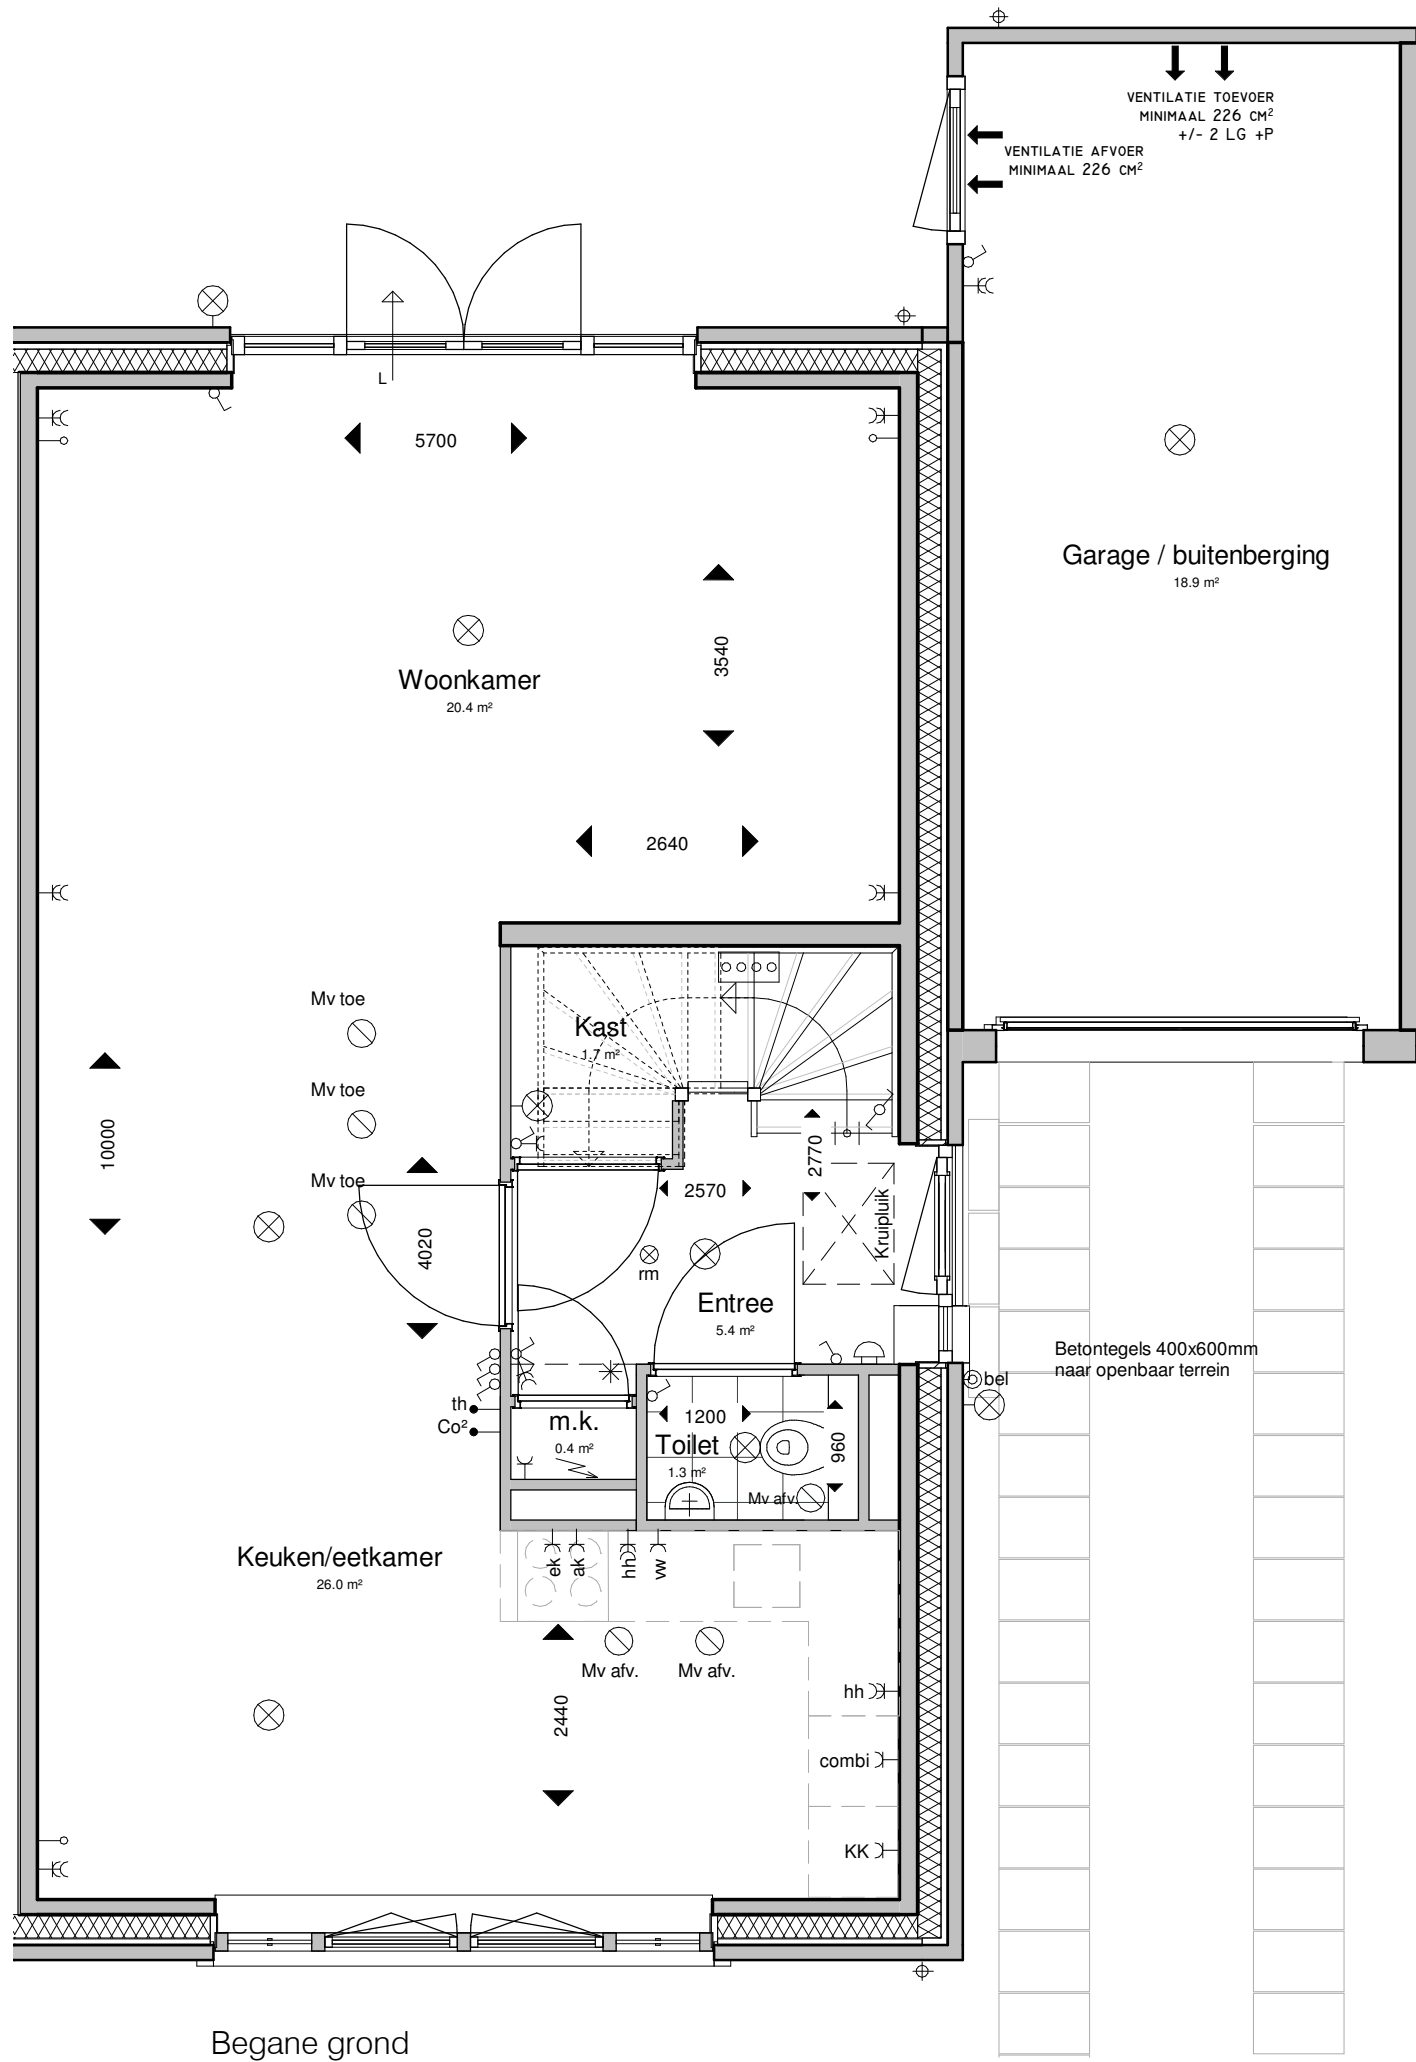 VENTILATIE TOEVOER
MINIMAAL 226 CM²
+/- 2 LG +P
VENTILATIE AFVOER
MINIMAAL 226 CM²
L
5700
Garage / buitenberging
18.9 m²
3540
Woonkamer
20.4 m²
2640
Mv toe
Kast
1.7 m²
Mv toe
10000
2770
Mv toe
2570
Kruipluik
4020
rm
Entree
5.4 m²
Betontegels 400x600mm
naar openbaar terrein
bel
th
Co²
m.k.
0.4 m²
1200
Toilet
1.3 m²
960
Mv afv.
Keuken/eetkamer
26.0 m²
ek
ak
hh
vw
Mv afv.
Mv afv.
2440
hh
combi
KK
Begane grond